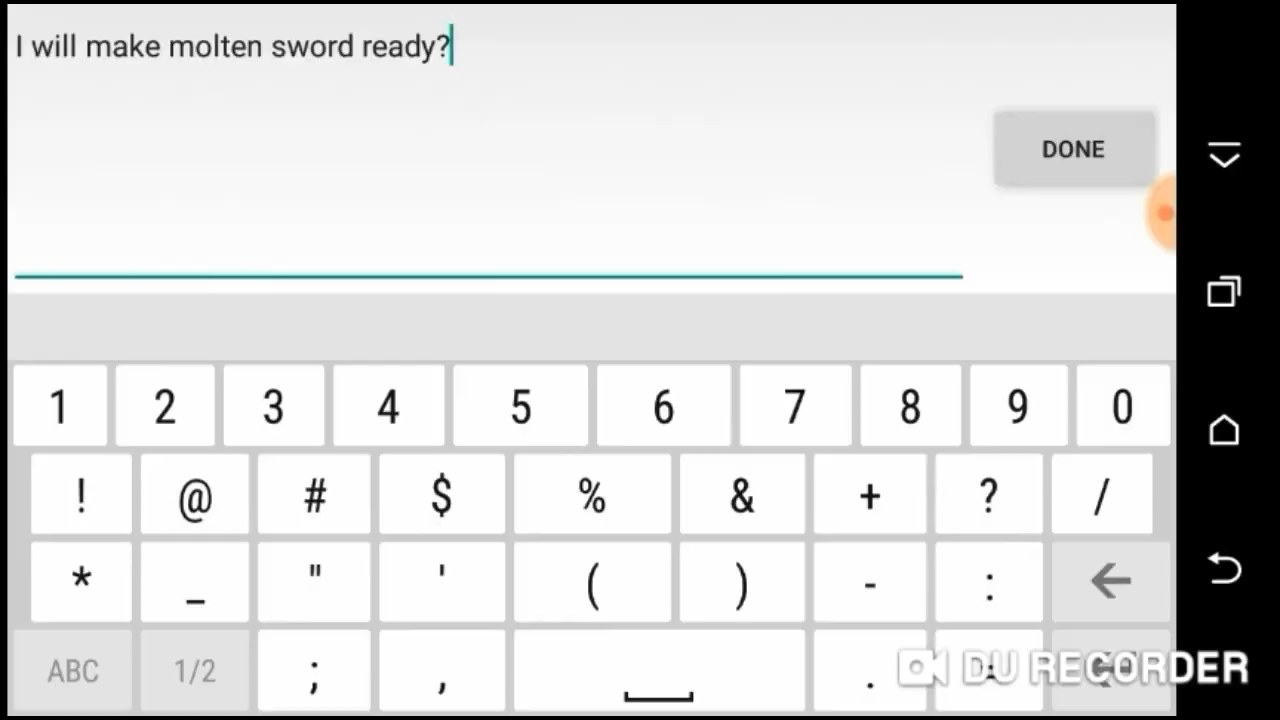 I will make molten sword ready?
DONE
1 2 3 4 5 6 7 8 9 0
! @ # $ % & + ? /
* _ " ' ( ) - :
ABC 1/2 ; , . =
DU RECORDER